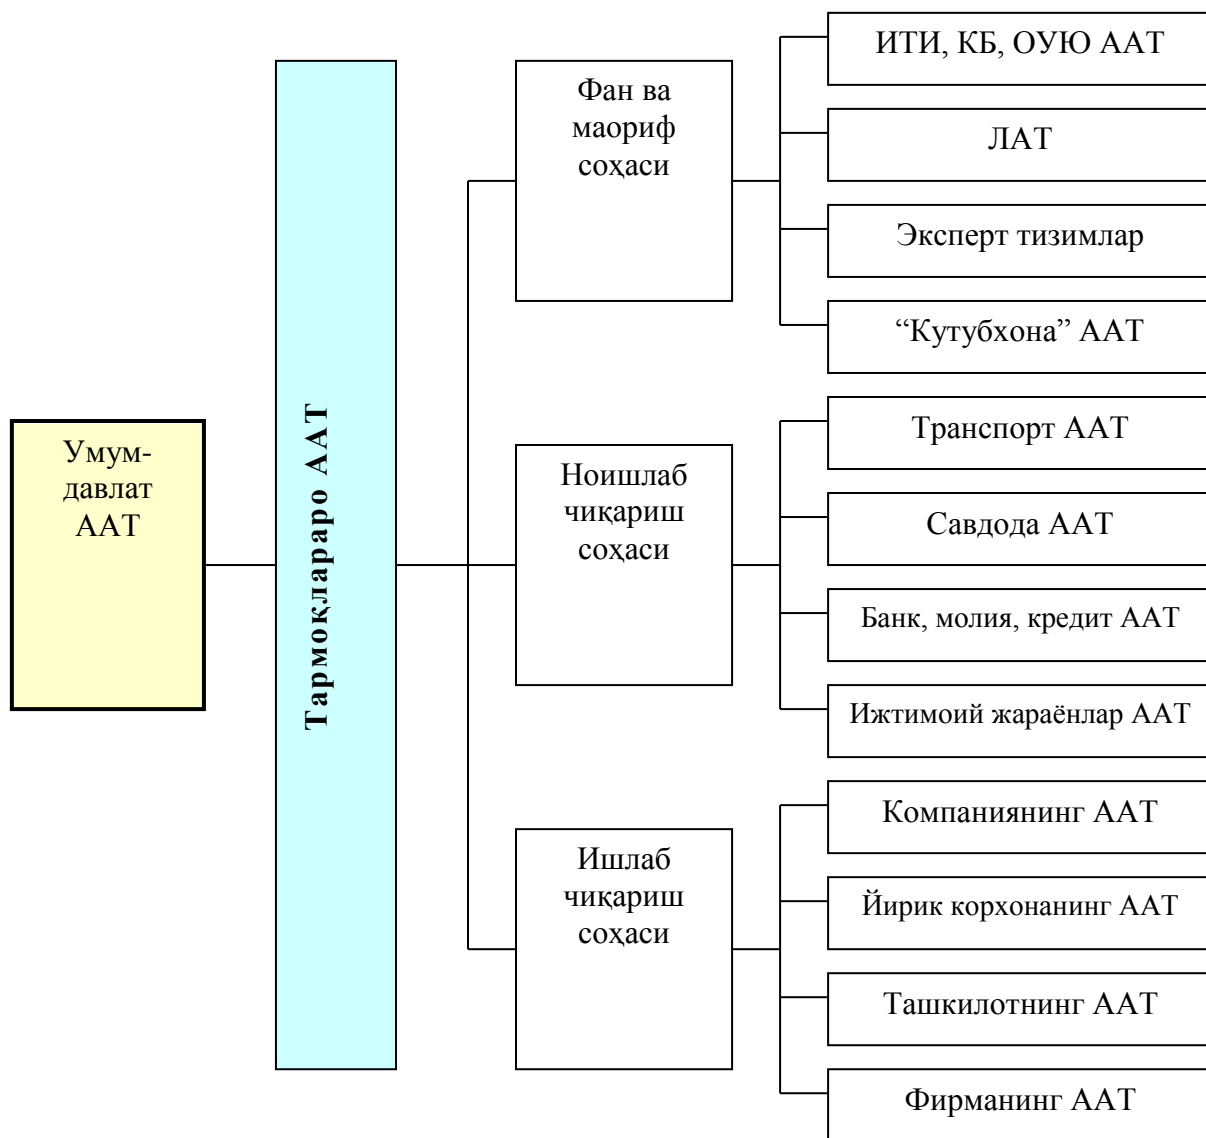 Умум-
давлат
ААТ
Тармоқлараро ААТ
Фан ва
маориф
соҳаси
ИТИ, КБ, ОУЮ ААТ
ЛАТ
Эксперт тизимлар
“Кутубхона” ААТ
Ноишлаб
чиқариш
соҳаси
Транспорт ААТ
Савдода ААТ
Банк, молия, кредит ААТ
Ижтимоий жараёнлар ААТ
Ишлаб
чиқариш
соҳаси
Компаниянинг ААТ
Йирик корхонанинг ААТ
Ташкилотнинг ААТ
Фирманинг ААТ